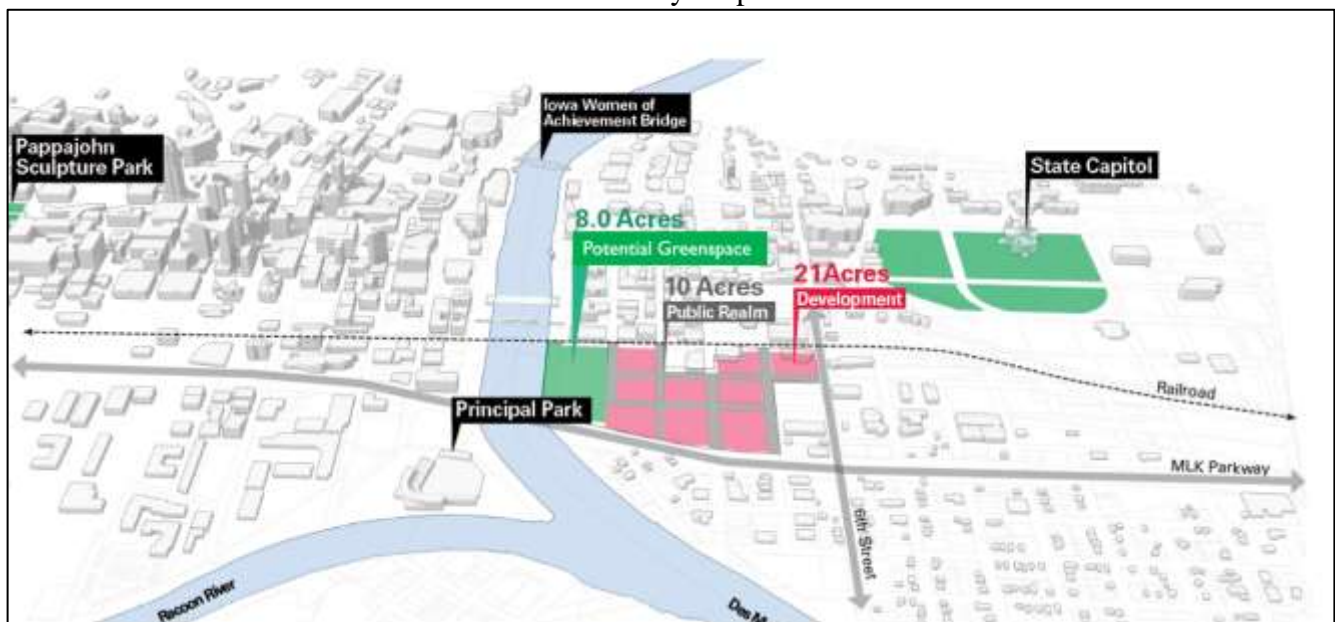 Iowa Women of
Achievement Bridge
Pappajohn
Sculpture Park
State Capitol
8.0 Acres
Potential Greenspace
10 Acres
Public Realm
21Acres
Development
Principal Park
Railroad
MLK Parkway
6th Street
Racoon River
Des M